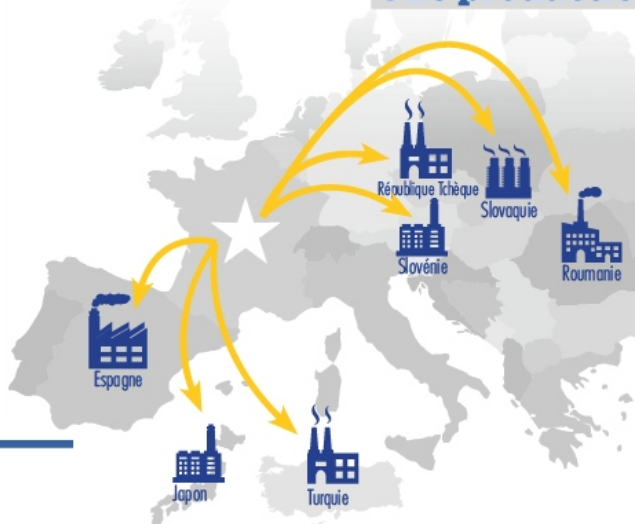 République Tchèque
Slovaquie
Slovénie
Roumanie
Espagne
Japon
Turquie